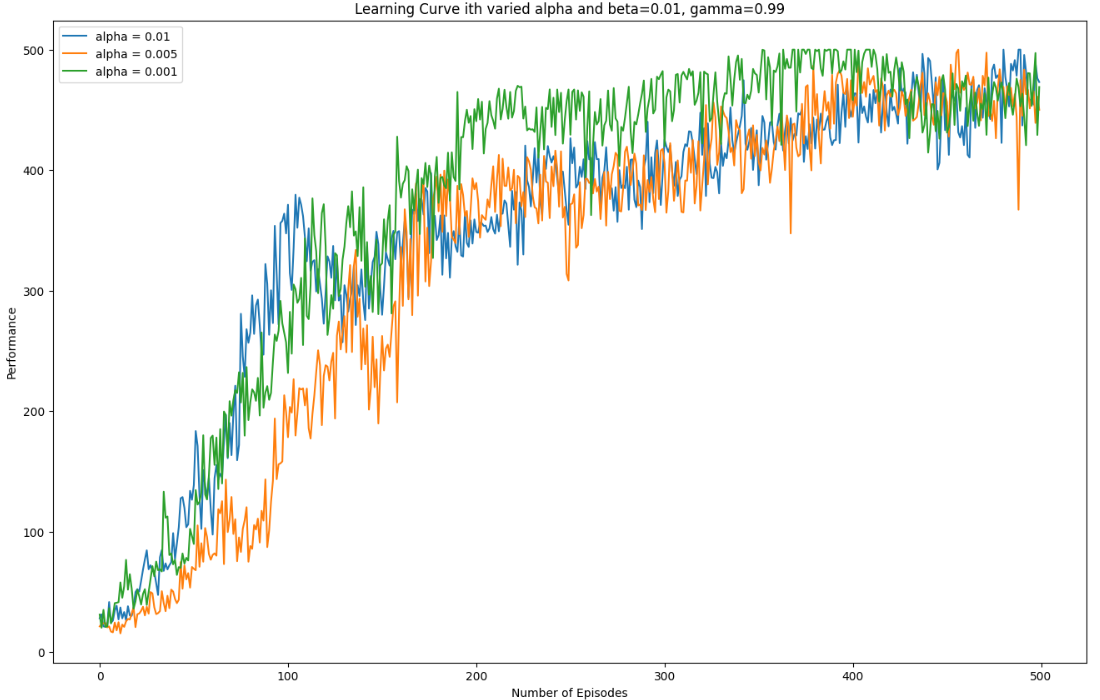 Learning Curve ith varied alpha and beta=0.01, gamma=0.99
alpha = 0.01
alpha = 0.005
alpha = 0.001
500
400
300
200
100
0
Performance
0 100 200 300 400 500
Number of Episodes